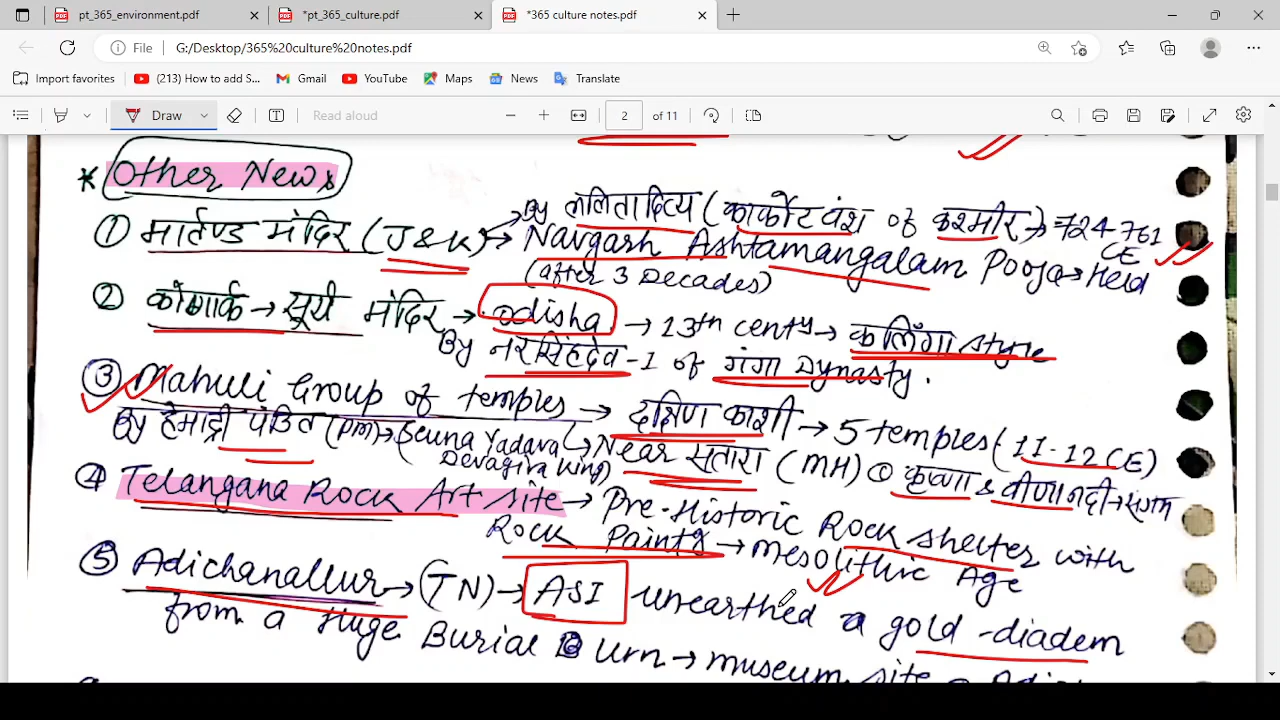 pt_365_environment.pdf
*pt_365_culture.pdf
*365 culture notes.pdf
File G:/Desktop/365%20culture%20notes.pdf
Import favorites (213) How to add S... Gmail YouTube Maps News Translate
Draw Read aloud 2 of 11
* Other News
① मार्तण्ड मंदिर (J&K) → By ललितादित्य (कार्कोट वंश of कश्मीर) → 724-761 CE
→ Navgarh Ashtamangalam Pooja → Held
(after 3 Decades)
② कोणार्क → सूर्य मंदिर → odisha → 13th centy → कलिंगा style
By नरसिंहदेव-1 of गंगा Dynasty.
③ Mahuli Group of temples → दक्षिण काशी → 5 temples (11-12 CE)
By हेमाद्री पंडित (PM) → (Seuna Yadava Devagira King) → Near सतारा (MH) @ कृष्णा & वीणा नदी संगम
④ Telangana Rock Art site → Pre-Historic Rock shelter with
Rock Paintg → mesolithic Age
⑤ Adichanallur → (TN) → ASI unearthed a gold-diadem
from a Huge Burial Urn → museum site